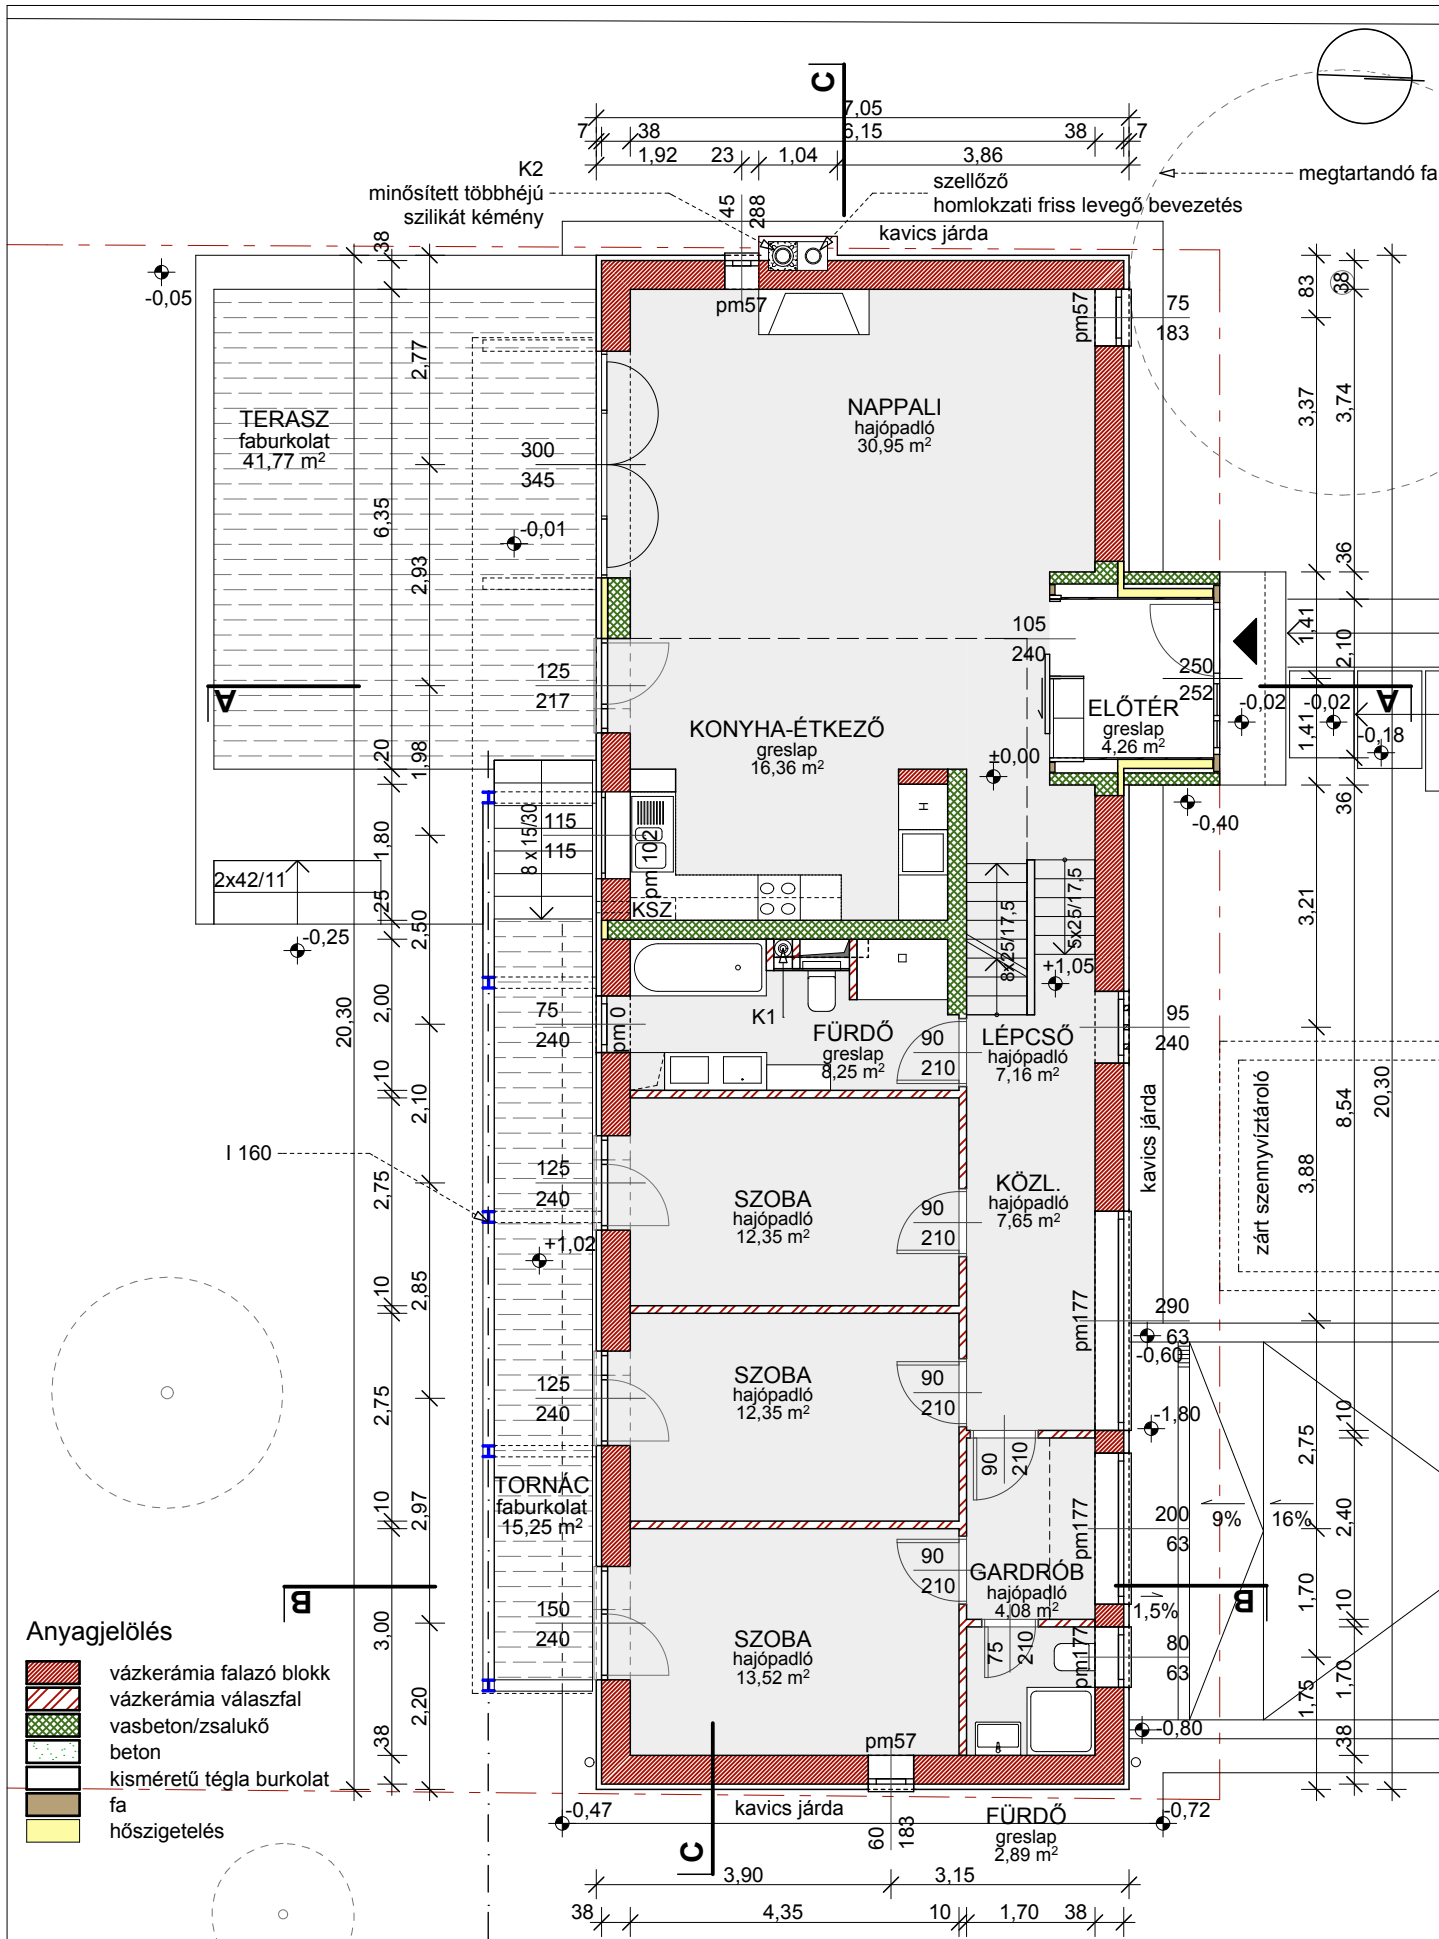 C
7,05
7
38
6,15
38
7
1,92
23
1,04
3,86
K2
minősített többhéjú
szilikát kémény
szellőző
homlokzati friss levegő bevezetés
megtartandó fa
45
288
kavics járda
-0,05
38
pm57
pm57
75
183
83
38
2,77
TERASZ
faburkolat
41,77 m²
NAPPALI
hajópadló
30,95 m²
3,37
3,74
300
345
6,35
-0,01
2,93
36
105
240
1,41
2,10
125
217
250
252
A
A
ELŐTÉR
greslap
4,26 m²
-0,02
-0,02
-0,18
1,41
KONYHA-ÉTKEZŐ
greslap
16,36 m²
±0,00
20
1,98
36
-0,40
8 x 15/30
115
115
pm 102
H
1,80
2x42/11
25
2,50
-0,25
KSZ
8x25/17,5
5x25/17,5
3,21
+1,05
K1
20,30
2,00
75
240
pm 0
FÜRDŐ
greslap
8,25 m²
90
210
LÉPCSŐ
hajópadló
7,16 m²
95
240
10
2,10
kavics járda
zárt szennyvíztároló
8,54
20,30
I 160
2,75
125
240
SZOBA
hajópadló
12,35 m²
90
210
KÖZL.
hajópadló
7,65 m²
3,88
+1,02
10
2,85
pm177
290
63
-0,60
2,75
125
240
SZOBA
hajópadló
12,35 m²
90
210
-1,80
10
2,75
90
210
TORNÁC
faburkolat
15,25 m²
10
2,97
pm177
200
63
9%
16%
2,40
90
210
GARDRÓB
hajópadló
4,08 m²
B
B
1,5%
1,70
10
3,00
150
240
SZOBA
hajópadló
13,52 m²
75
210
pm177
80
63
1,75
1,70
2,20
38
pm57
-0,80
38
Anyagjelölés
vázkerámia falazó blokk
vázkerámia válaszfal
vasbeton/zsalukő
beton
kisméretű tégla burkolat
fa
hőszigetelés
-0,47
kavics járda
60
183
FÜRDŐ
greslap
2,89 m²
-0,72
C
3,90
3,15
38
4,35
10
1,70
38